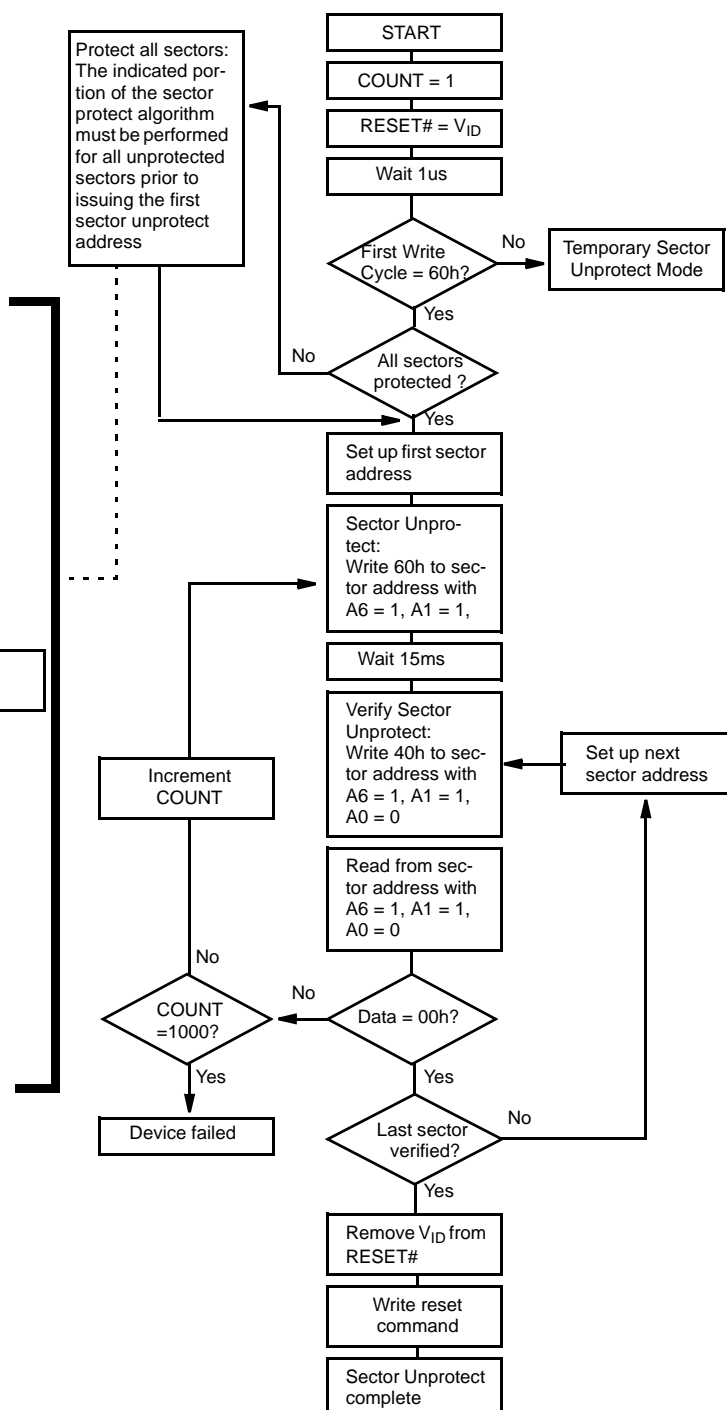 START
COUNT = 1
RESET# = VID
Wait 1us
First Write
Cycle = 60h?
No
Temporary Sector
Unprotect Mode
Yes
All sectors
protected ?
No
Protect all sectors:
The indicated por-
tion of the sector
protect algorithm
must be performed
for all unprotected
sectors prior to
issuing the first
sector unprotect
address
Yes
Set up first sector
address
Sector Unpro-
tect:
Write 60h to sec-
tor address with
A6 = 1, A1 = 1,
Wait 15ms
Verify Sector
Unprotect:
Write 40h to sec-
tor address with
A6 = 1, A1 = 1,
A0 = 0
Set up next
sector address
Increment
COUNT
Read from sec-
tor address with
A6 = 1, A1 = 1,
A0 = 0
No
Data = 00h?
No
COUNT
=1000?
Yes
Device failed
Yes
Last sector
verified?
No
Yes
Remove VID from
RESET#
Write reset
command
Sector Unprotect
complete